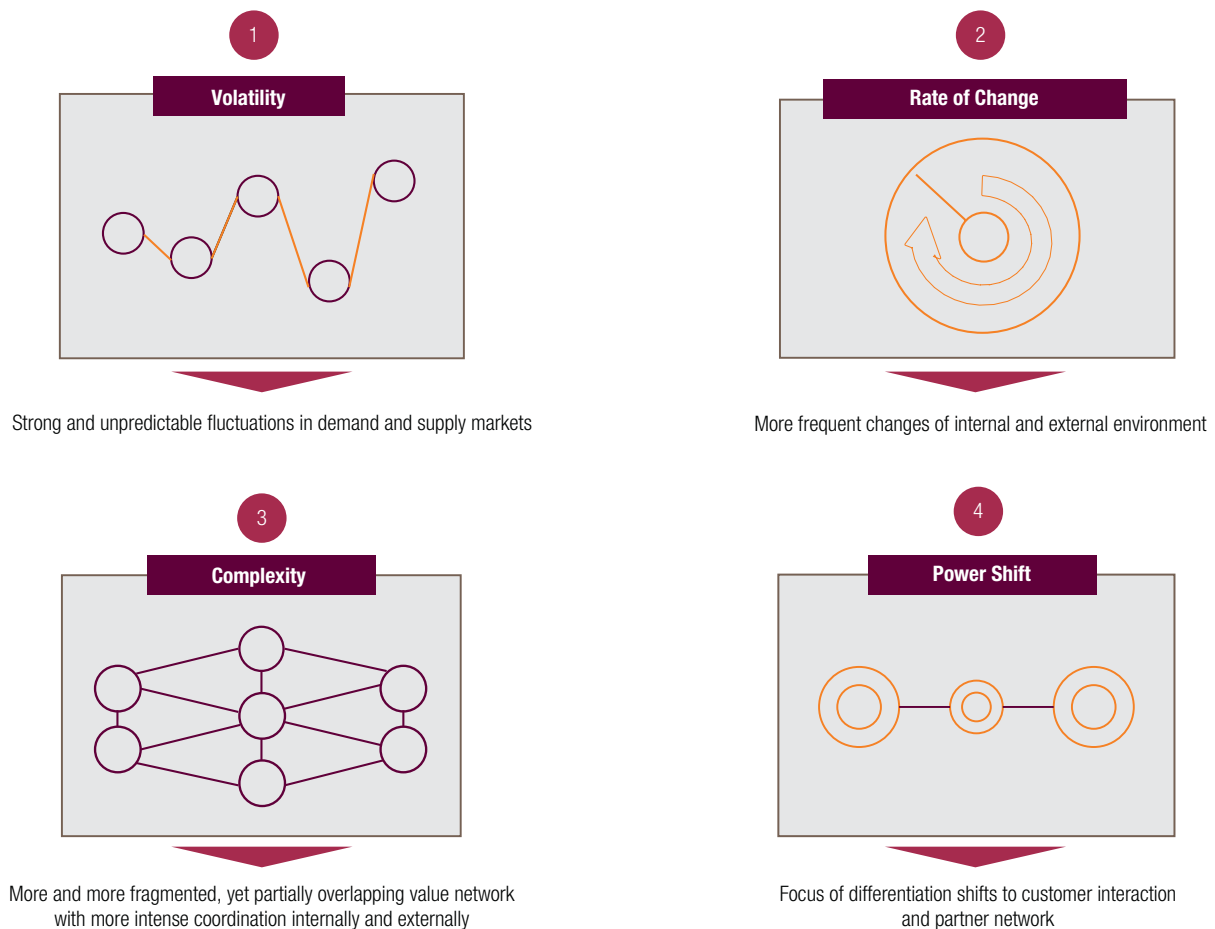 1
Volatility
Strong and unpredictable fluctuations in demand and supply markets
2
Rate of Change
More frequent changes of internal and external environment
3
Complexity
More and more fragmented, yet partially overlapping value network
with more intense coordination internally and externally
4
Power Shift
Focus of differentiation shifts to customer interaction
and partner network